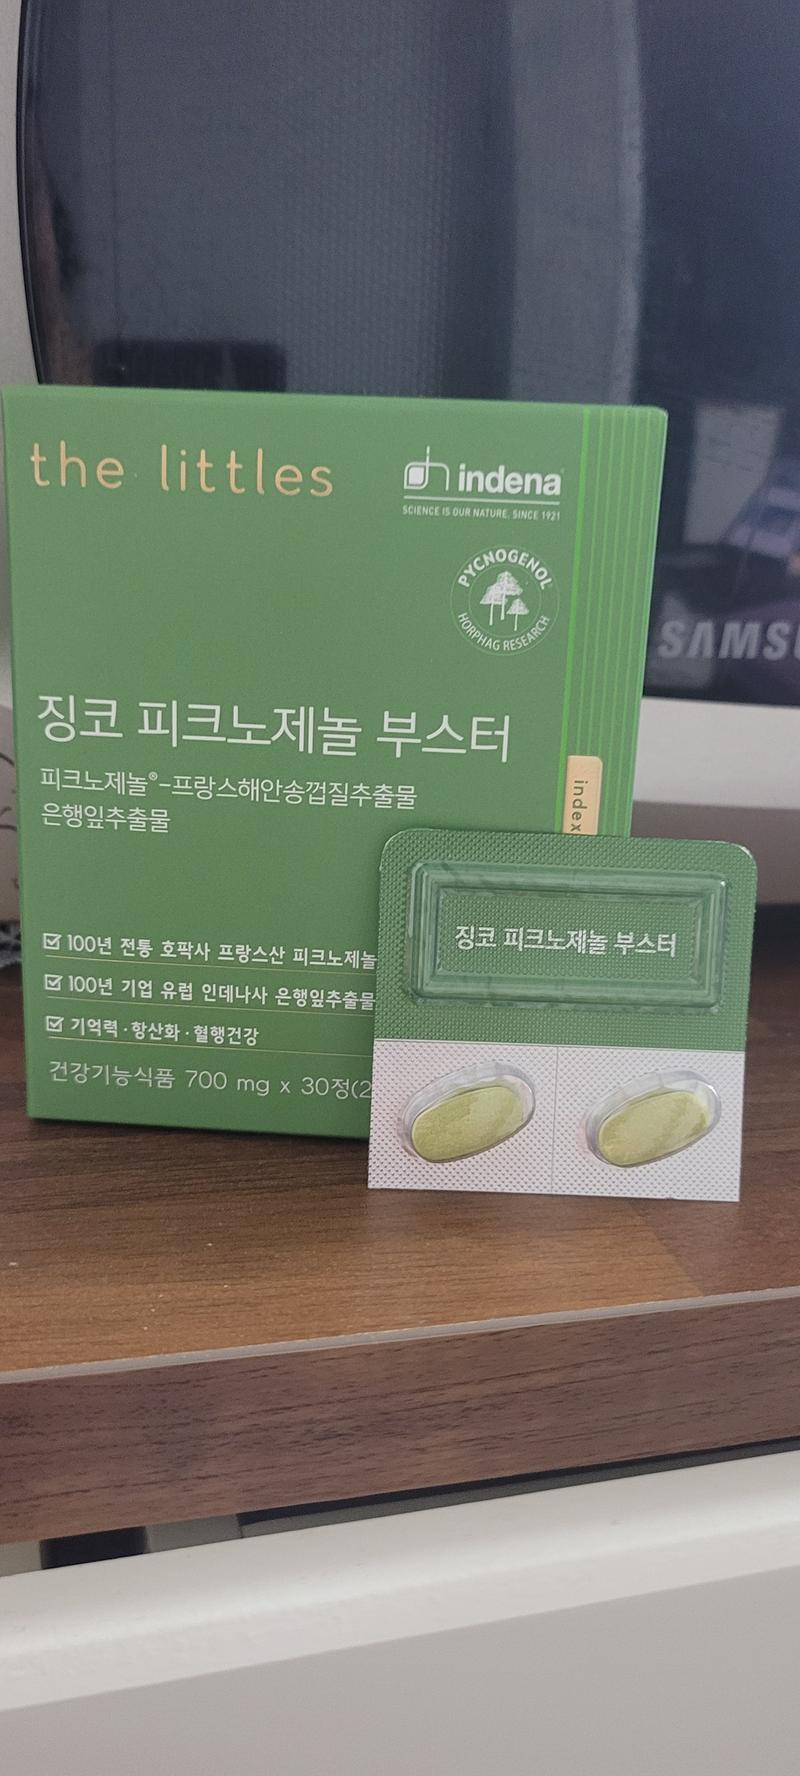 the littles
indena
SCIENCE IS OUR NATURE. SINCE 1921
PYCNOGENOL®
HORPHAG RESEARCH
징코 피크노제놀 부스터
피크노제놀®-프랑스해안송껍질추출물
은행잎추출물
index
100년 전통 호팍사 프랑스산 피크노제놀
100년 기업 유럽 인데나사 은행잎추출물
기억력·항산화·혈행건강
건강기능식품 700 mg x 30정(2
징코 피크노제놀 부스터
SAMSU